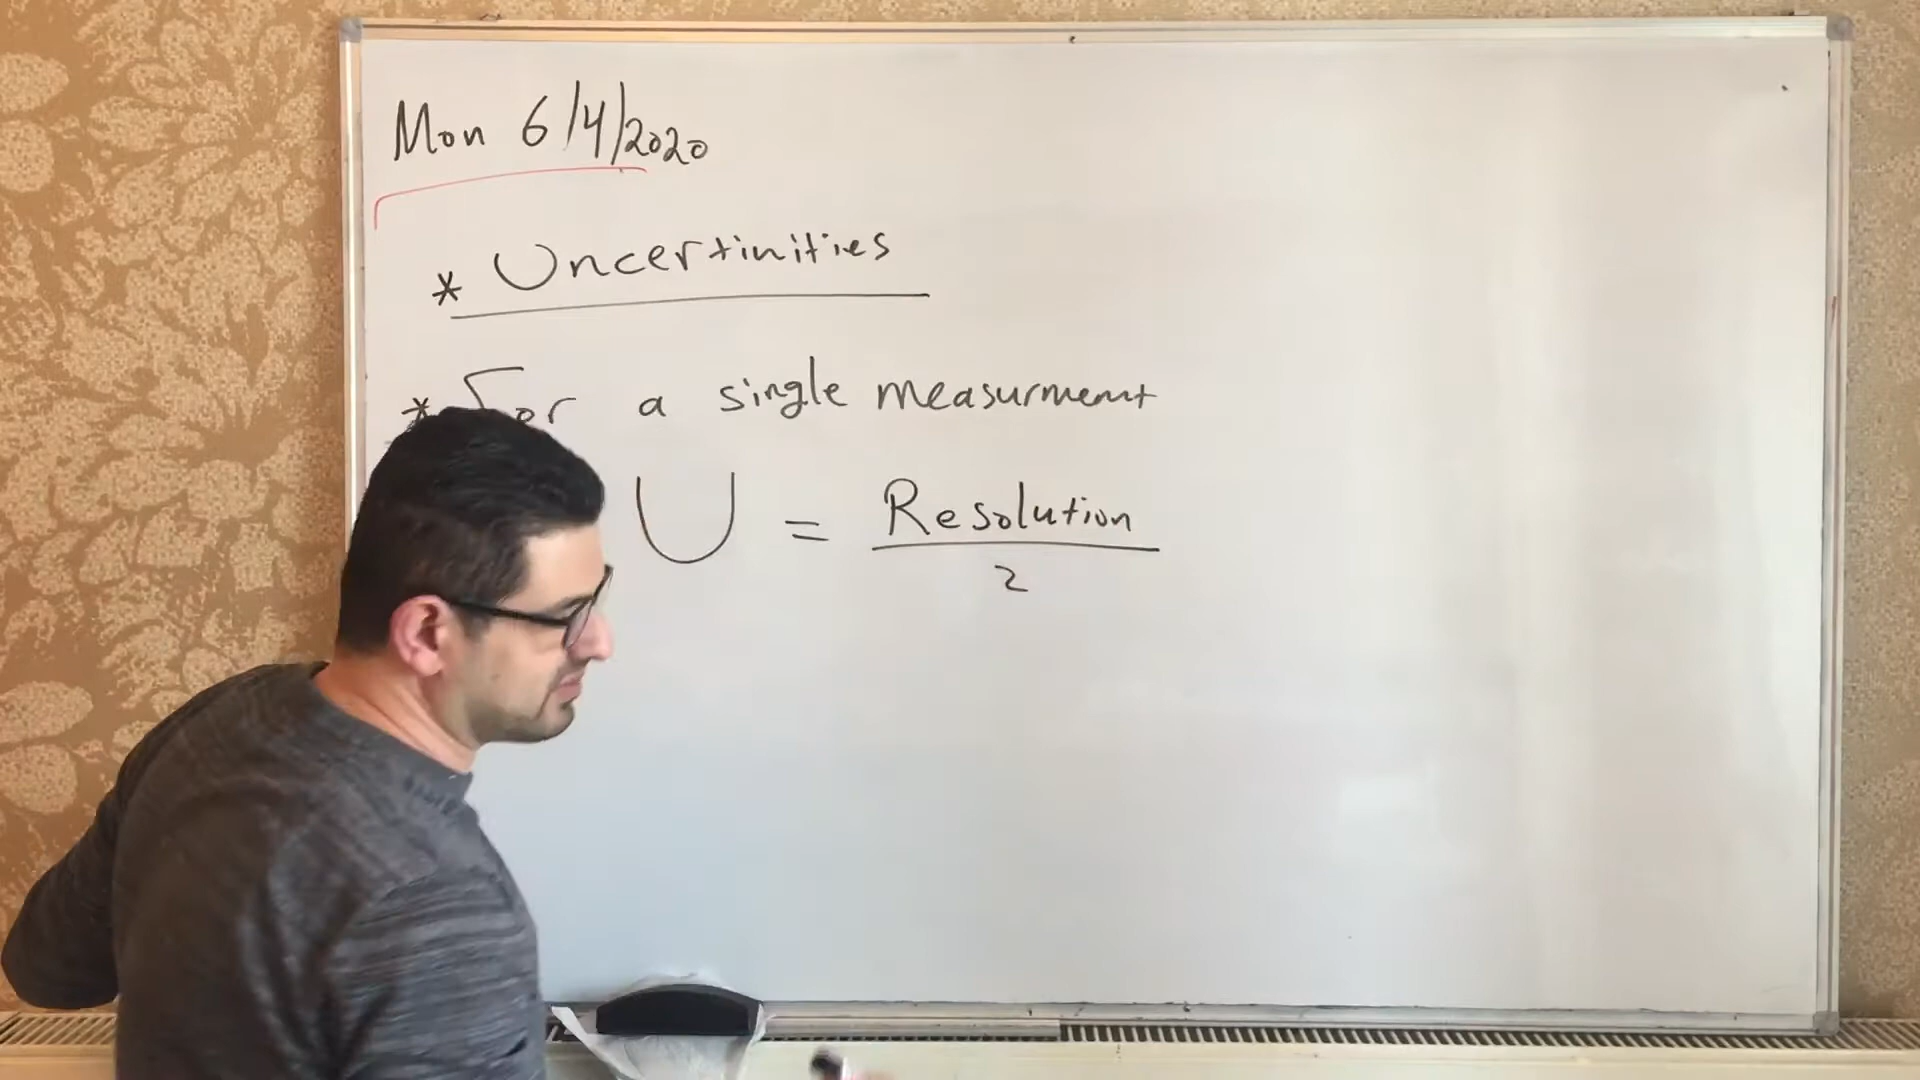 Mon 6/4/2020
* Uncertinities
* For a single measurment
U = Resolution
2